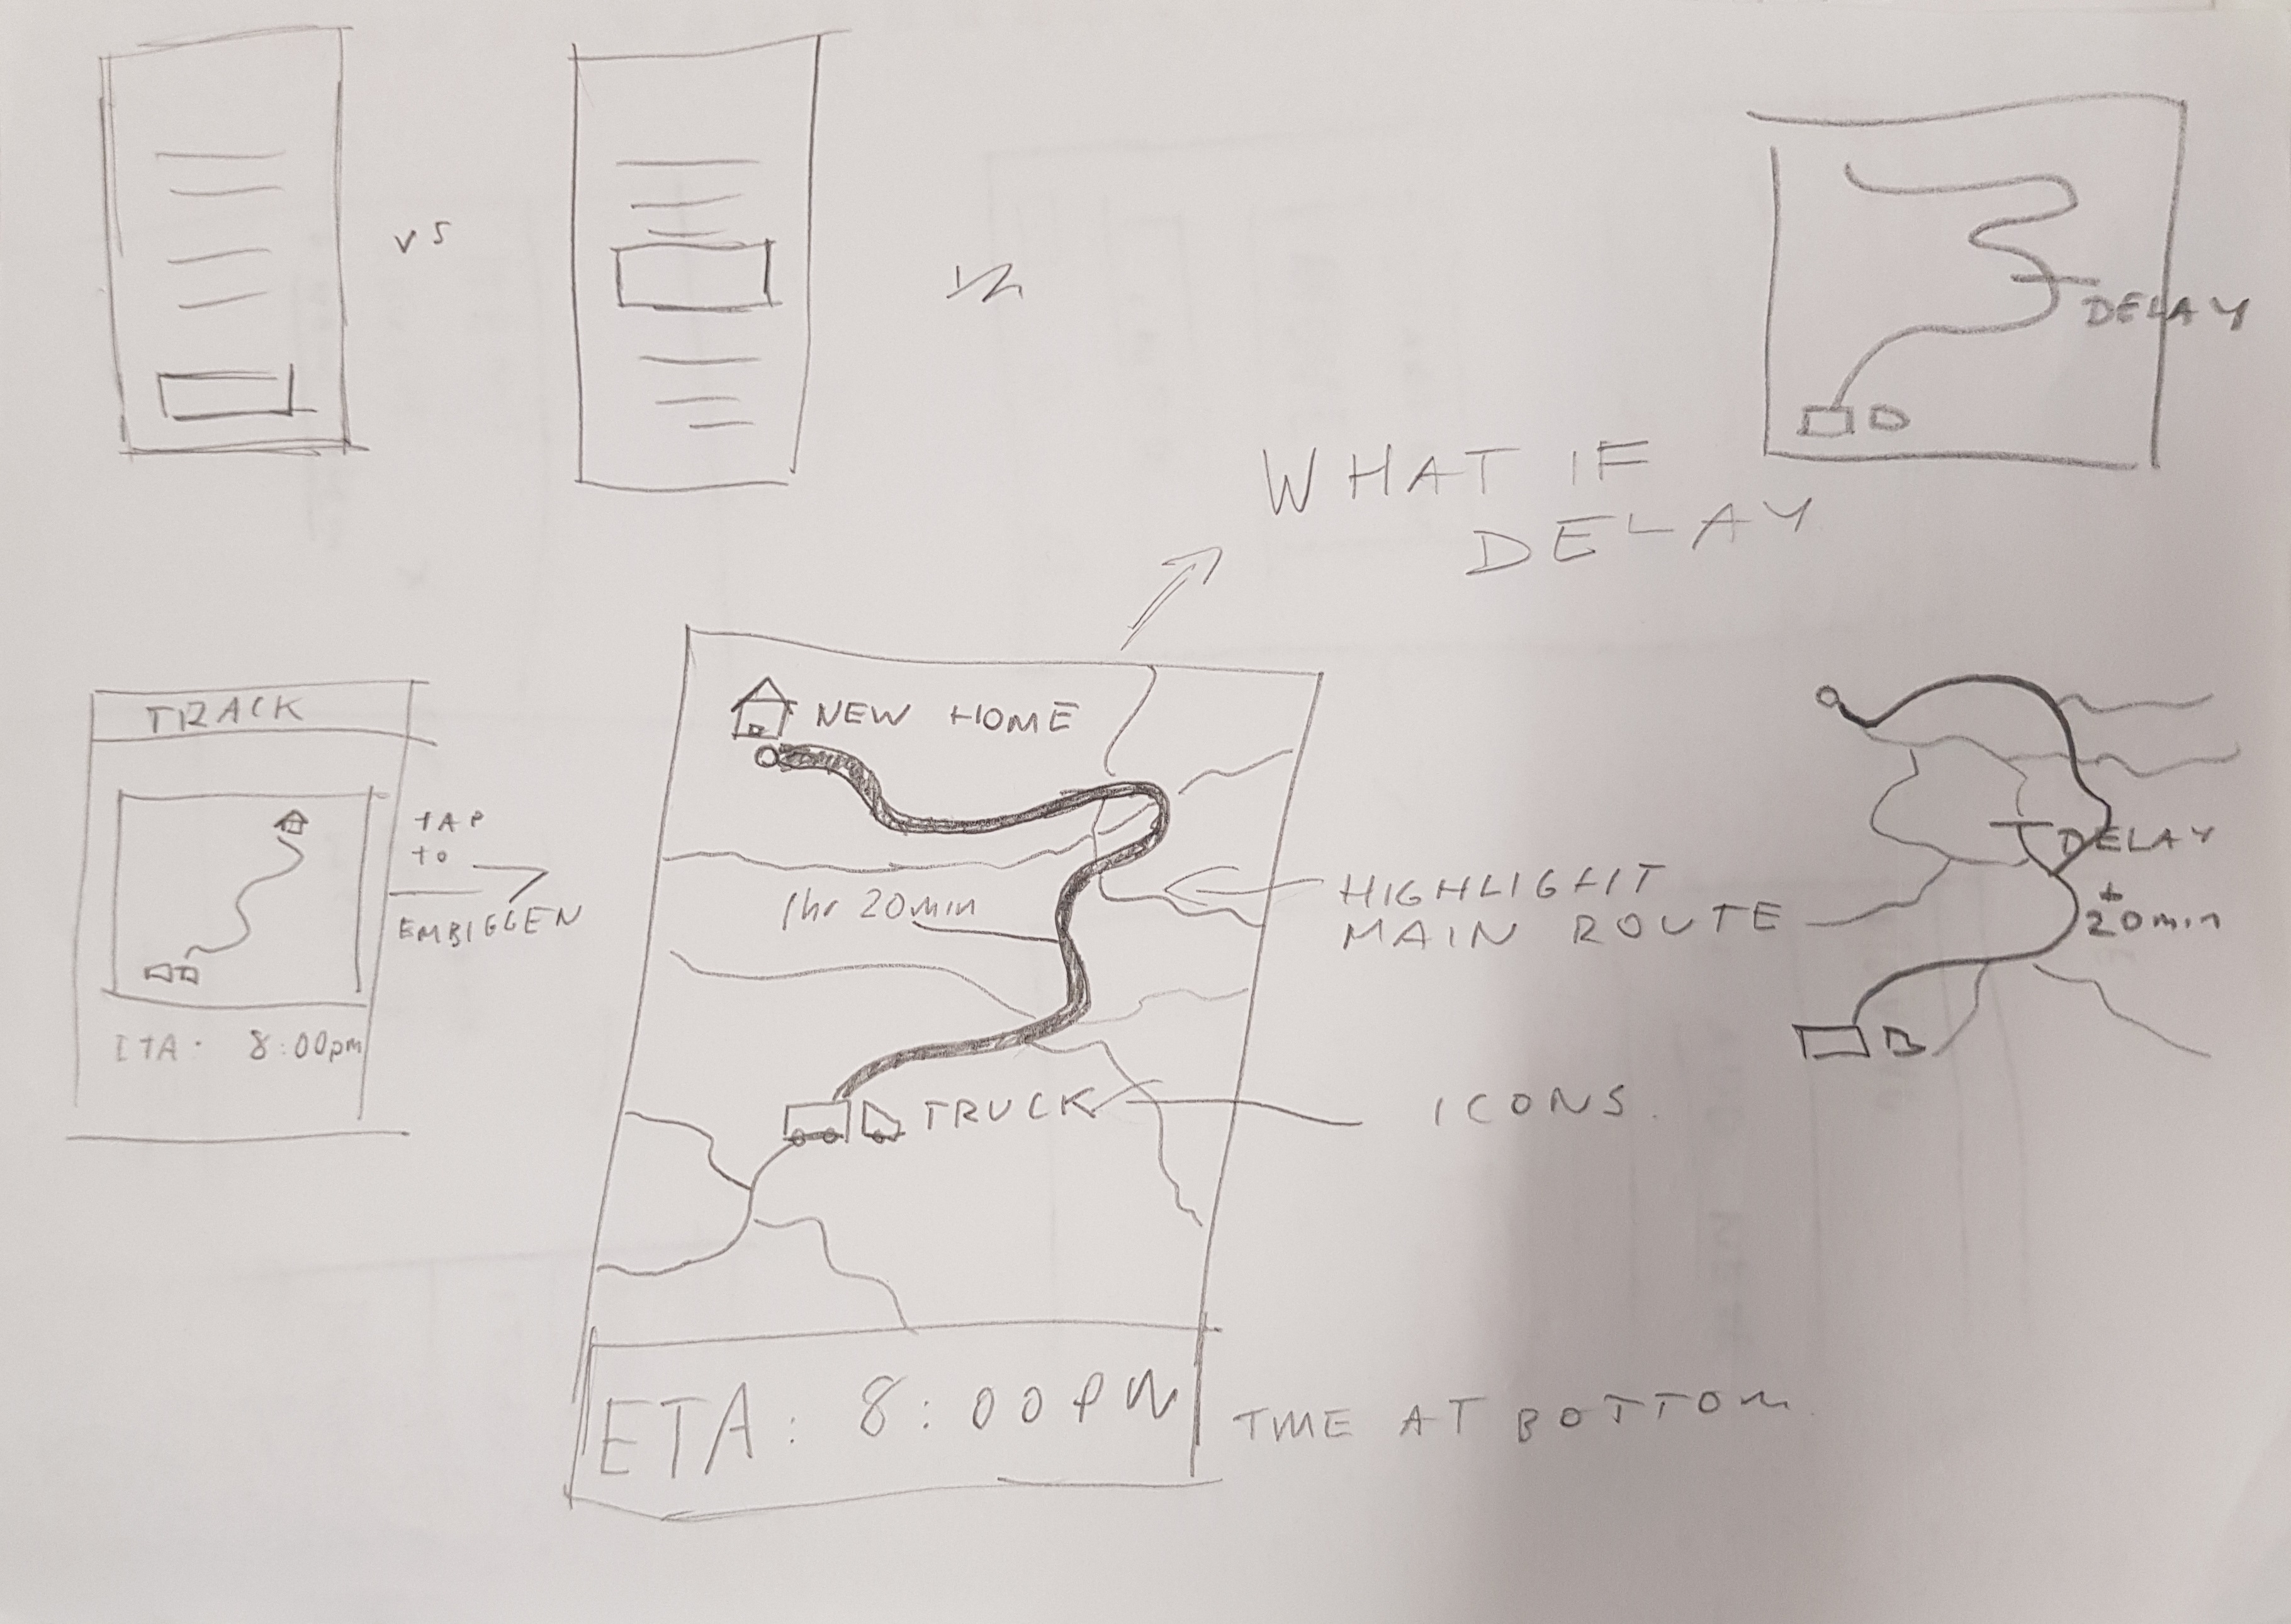 vs
DELAY
WHAT IF
DELAY
TRACK
TAP
TO
EMBIGGEN
ETA: 8:00pm
NEW HOME
1hr 20min
HIGHLIGHT
MAIN ROUTE
DELAY
+
20min
TRUCK
ICONS.
ETA: 8:00PM
TIME AT BOTTOM.